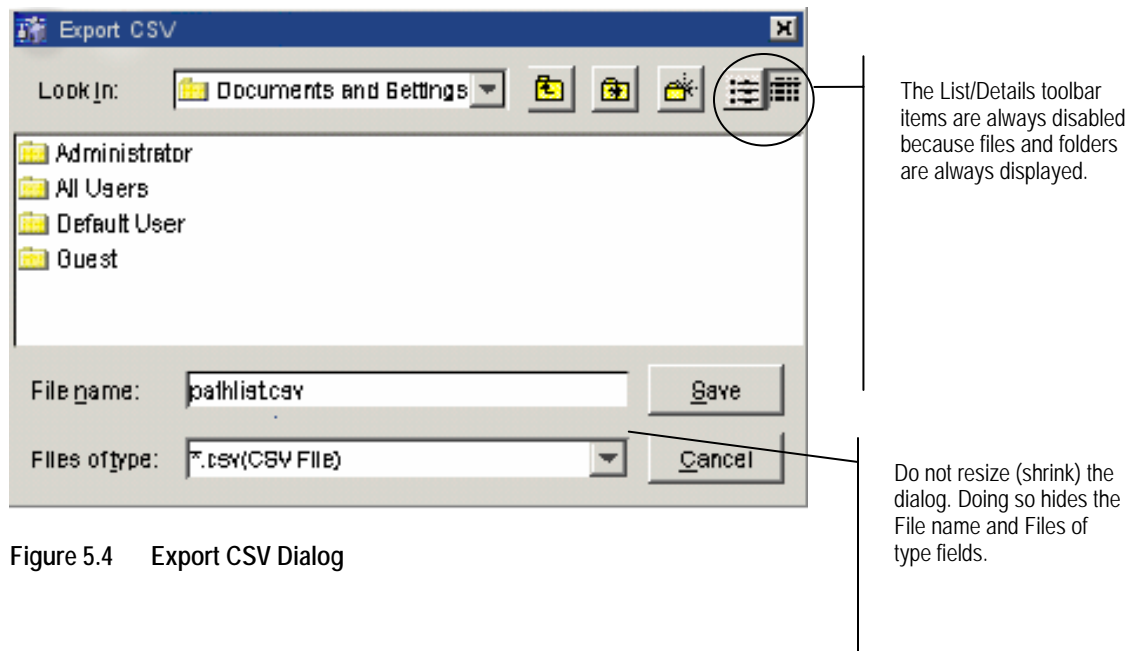 Export CSV
Look In:
Documents and Settings
Administrator
All Users
Default User
Guest
File name:
pathlist.csv
Save
Files of type:
*.csv(CSV File)
Cancel
The List/Details toolbar
items are always disabled
because files and folders
are always displayed.
Do not resize (shrink) the
dialog. Doing so hides the
File name and Files of
type fields.
Figure 5.4 Export CSV Dialog